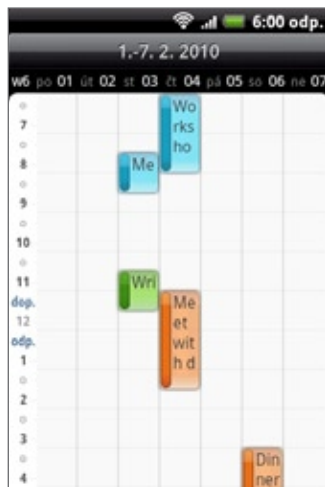 6:00 odp.
1.-7. 2. 2010
w6 po 01 út 02 st 03 čt 04 pá 05 so 06 ne 07
Wo
rks
ho
7
8
Me
9
10
11
Wri
dop.
Me
et
wit
h d
12
odp.
1
2
3
Din
ner
4